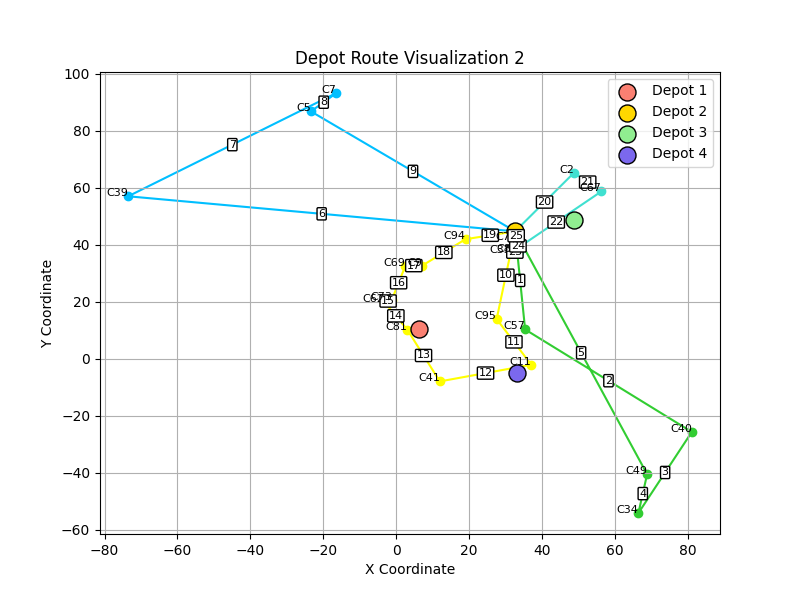 Depot Route Visualization 2
Depot 1
Depot 2
Depot 3
Depot 4
Y Coordinate
100
80
60
40
20
0
−20
−40
−60
−80
−60
−40
−20
0
20
40
60
80
X Coordinate
C7
8
C5
7
C39
6
9
C2
21
C67
20
22
C94
19
25
24
18
C69
17
16
15
14
C81
13
C41
12
C11
11
C95
10
1
C57
5
2
C40
C49
3
4
C34